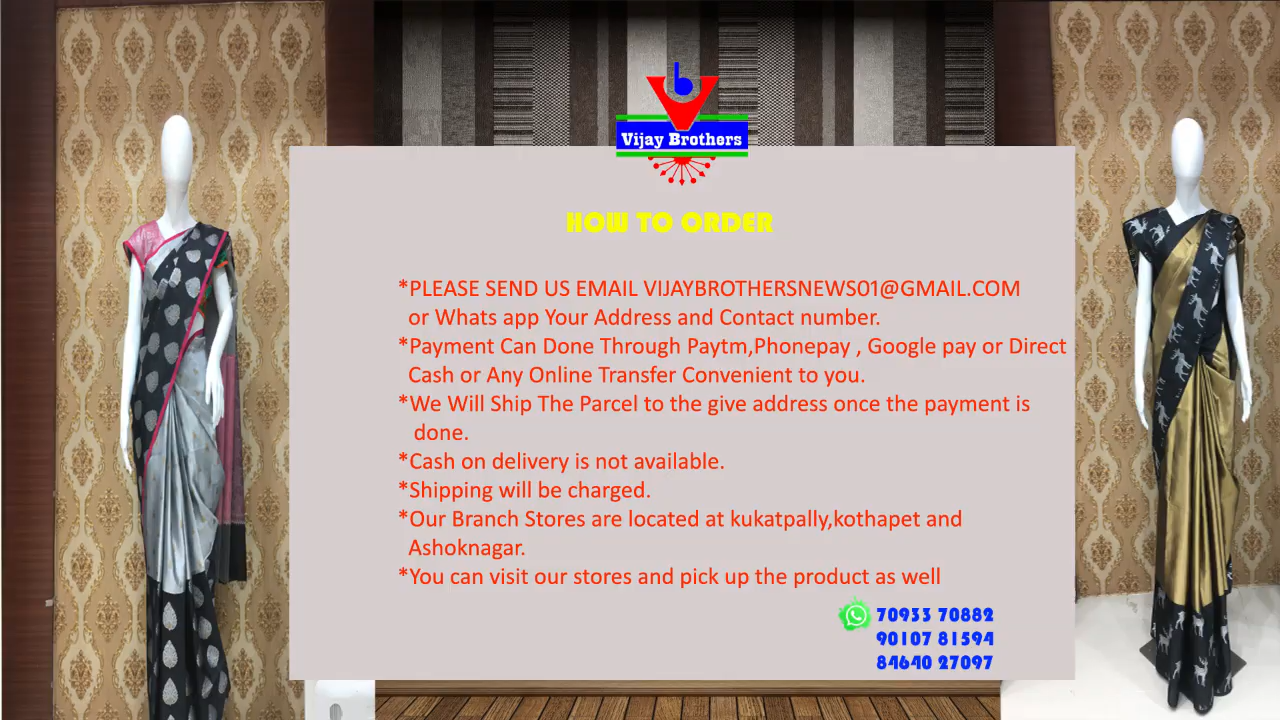 Vijay Brothers
HOW TO ORDER
*PLEASE SEND US EMAIL VIJAYBROTHERSNEWS01@GMAIL.COM
or Whats app Your Address and Contact number.
*Payment Can Done Through Paytm,Phonepay , Google pay or Direct
Cash or Any Online Transfer Convenient to you.
*We Will Ship The Parcel to the give address once the payment is
done.
*Cash on delivery is not available.
*Shipping will be charged.
*Our Branch Stores are located at kukatpally,kothapet and
Ashoknagar.
*You can visit our stores and pick up the product as well
70933 70882
90107 81594
84640 27097